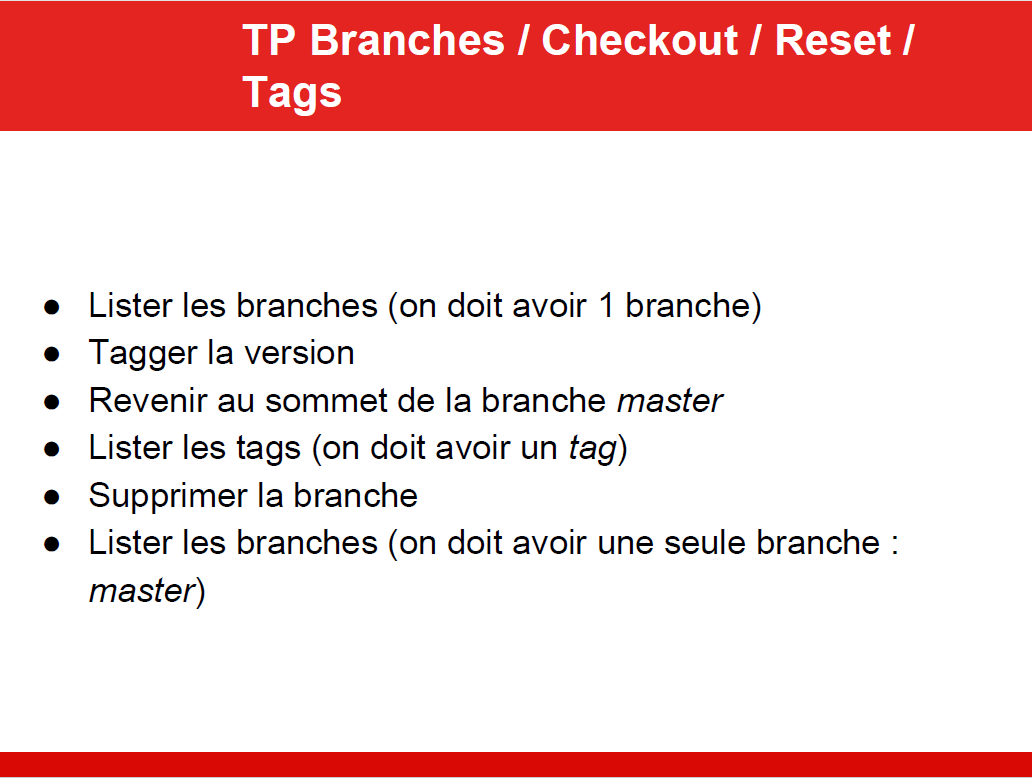 TP Branches / Checkout / Reset /
Tags
● Lister les branches (on doit avoir 1 branche)
● Tagger la version
● Revenir au sommet de la branche master
● Lister les tags (on doit avoir un tag)
● Supprimer la branche
● Lister les branches (on doit avoir une seule branche :
master)